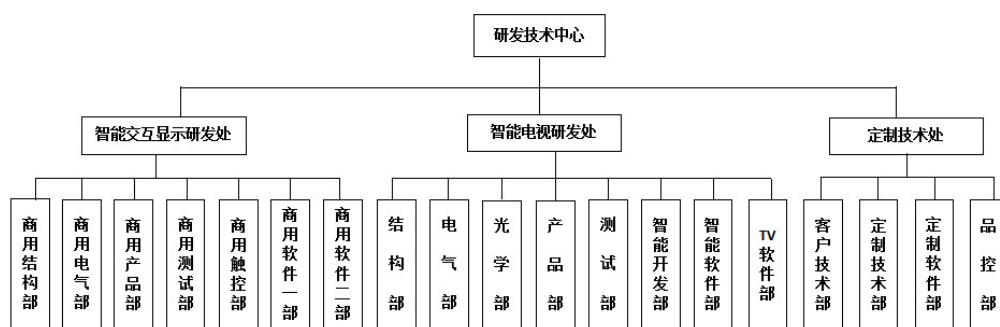 研发技术中心
智能交互显示研发处
智能电视研发处
定制技术处
商用结构部
商用电气部
商用产品部
商用测试部
商用触控部
商用软件一部
商用软件二部
结构部
电气部
光学部
产品部
测试部
智能开发部
智能软件部
TV软件部
客户技术部
定制技术部
定制软件部
品控部